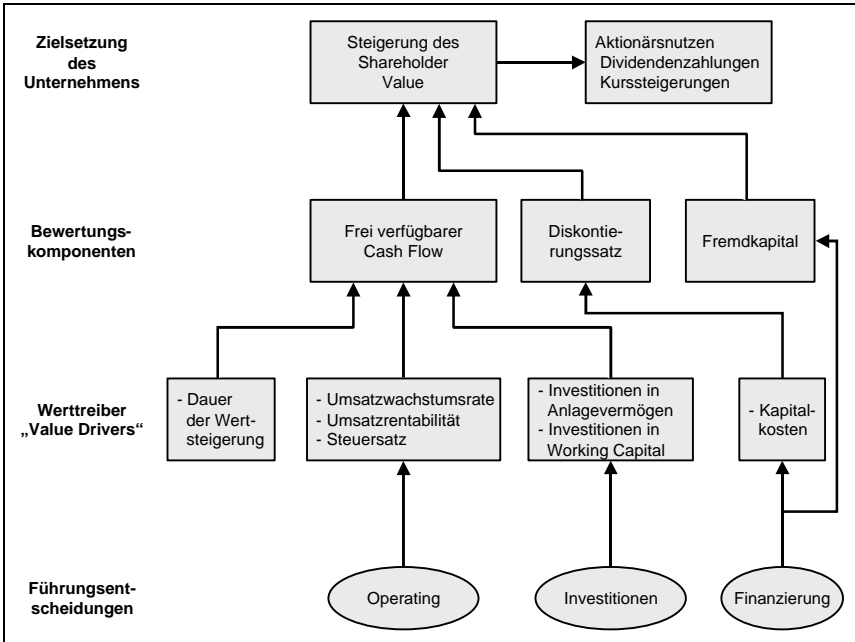 Zielsetzung
des
Unternehmens
Steigerung des
Shareholder
Value
Aktionärsnutzen
Dividendenzahlungen
Kurssteigerungen
Bewertungs-
komponenten
Frei verfügbarer
Cash Flow
Diskontie-
rungssatz
Fremdkapital
Werttreiber
„Value Drivers“
- Dauer
der Wert-
steigerung
- Umsatzwachstumsrate
- Umsatzrentabilität
- Steuersatz
- Investitionen in
Anlagevermögen
- Investitionen in
Working Capital
- Kapital-
kosten
Führungsent-
scheidungen
Operating
Investitionen
Finanzierung